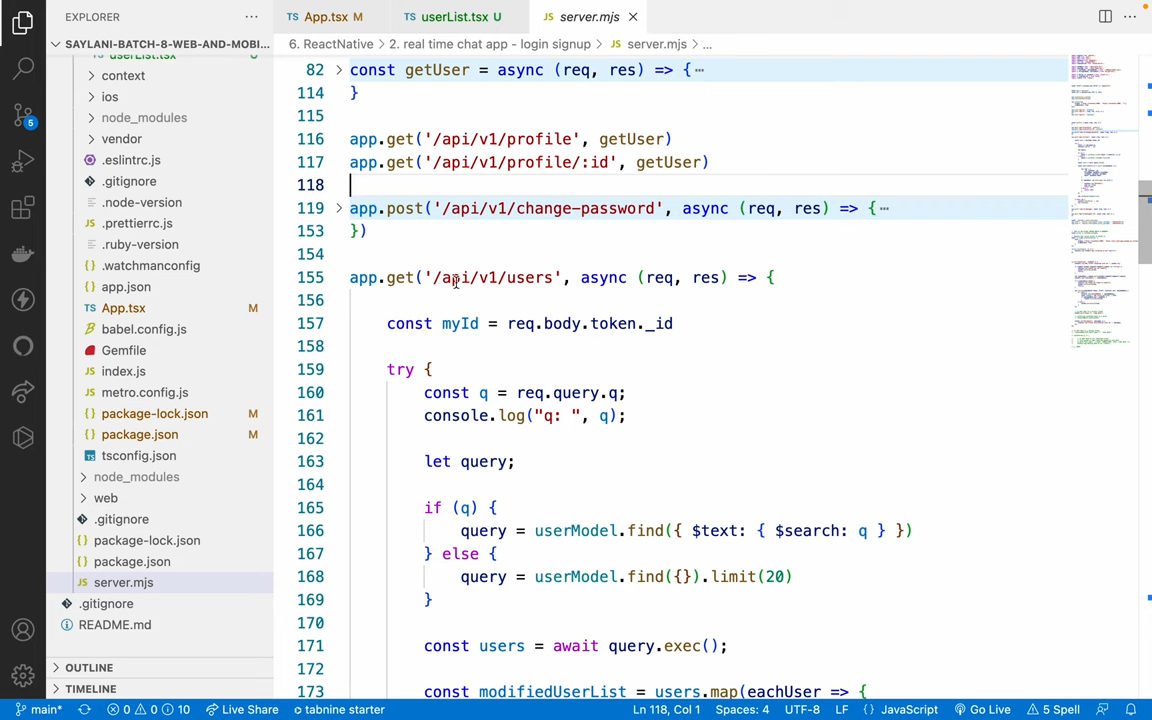 EXPLORER
App.tsx M
userList.tsx U
JS server.mjs
SAYLANI-BATCH-8-WEB-AND-MOBI...
6. ReactNative > 2. real time chat app - login signup > JS server.mjs > ...
userList.tsx
context
ios
node_modules
vendor
.eslintrc.js
.gitignore
.node-version
JS .prettierrc.js
.ruby-version
{} .watchmanconfig
{} app.json
TS App.tsx M
babel.config.js
Gemfile
JS index.js
JS metro.config.js
{} package-lock.json M
{} package.json M
TS tsconfig.json
node_modules
web
.gitignore
{} package-lock.json
{} package.json
JS server.mjs
.gitignore
README.md
OUTLINE
TIMELINE
5
82 const getUser = async (req, res) => {
114 }
115
116 app.get('/api/v1/profile', getUser)
117 app.get('/api/v1/profile/:id', getUser)
118
119 app.post('/api/v1/change-password', async (req, res) => {
153 })
154
155 app.get('/api/v1/users', async (req, res) => {
156
157 const myId = req.body.token._id
158
159 try {
160 const q = req.query.q;
161 console.log("q: ", q);
162
163 let query;
164
165 if (q) {
166 query = userModel.find({ $text: { $search: q } })
167 } else {
168 query = userModel.find({}).limit(20)
169 }
170
171 const users = await query.exec();
172
173 const modifiedUserList = users.map(eachUser => {
main* 0 0 10 Live Share tabnine starter Ln 118, Col 1 Spaces: 4 UTF-8 LF {} JavaScript Go Live 5 Spell